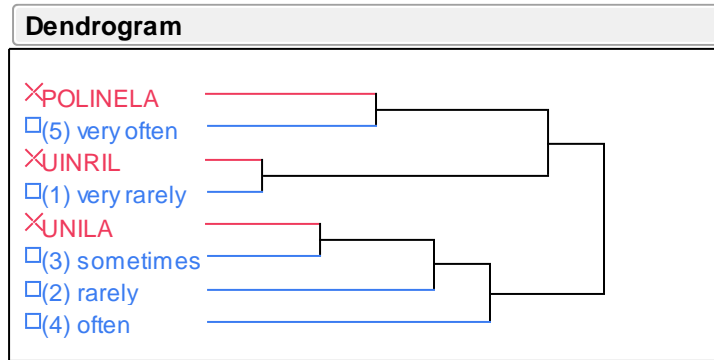 Dendrogram
POLINELA
(5) very often
UINRIL
(1) very rarely
UNILA
(3) sometimes
(2) rarely
(4) often